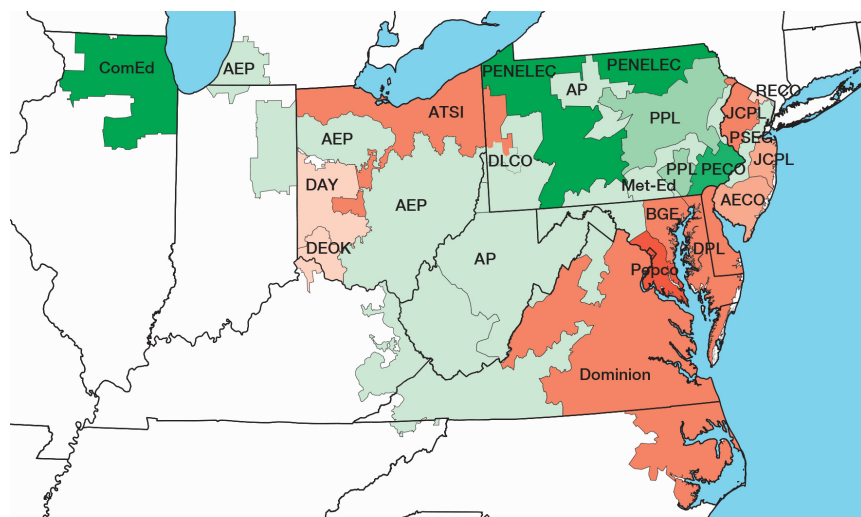 ComEd
AEP
PENELEC
PENELEC
AP
RECO
ATSI
JCPL
PPL
AEP
PSEG
DLCO
JCPL
PPL
PECO
DAY
Met-Ed
AEP
AECO
BGE
DEOK
DPL
AP
Pepco
Dominion